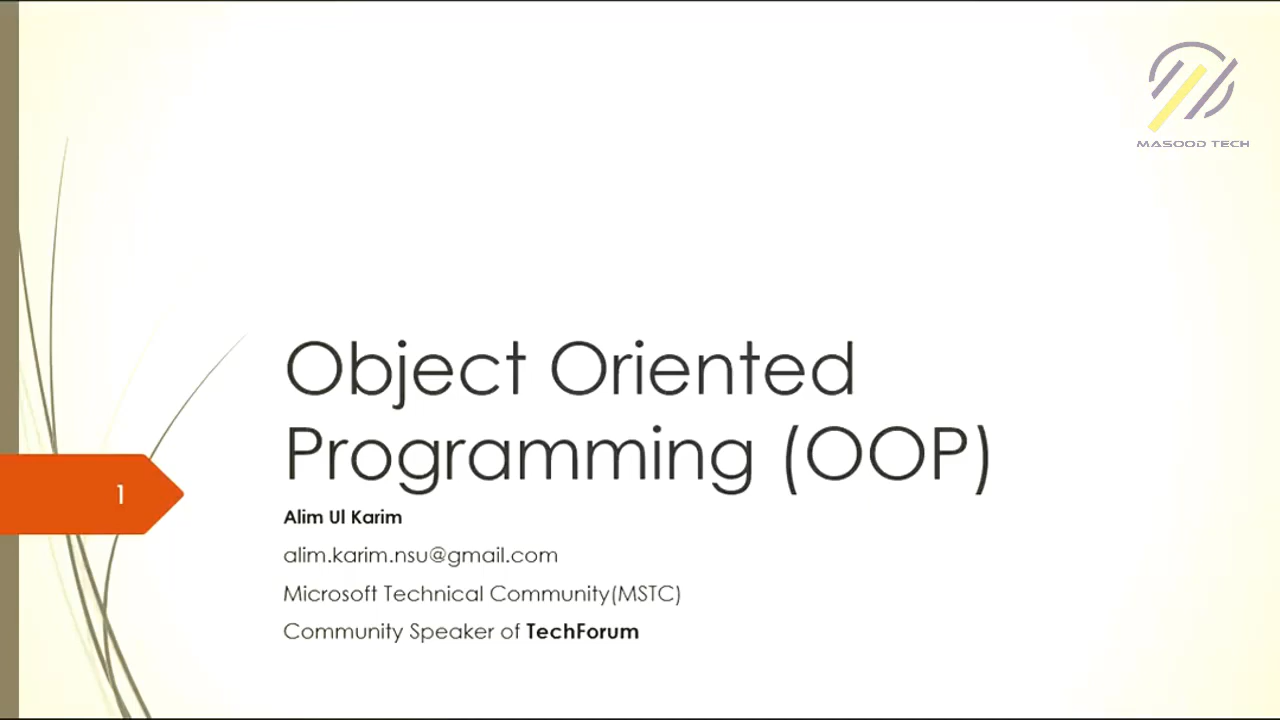 MASOOD TECH
Object Oriented
Programming (OOP)
1
Alim Ul Karim
alim.karim.nsu@gmail.com
Microsoft Technical Community(MSTC)
Community Speaker of TechForum